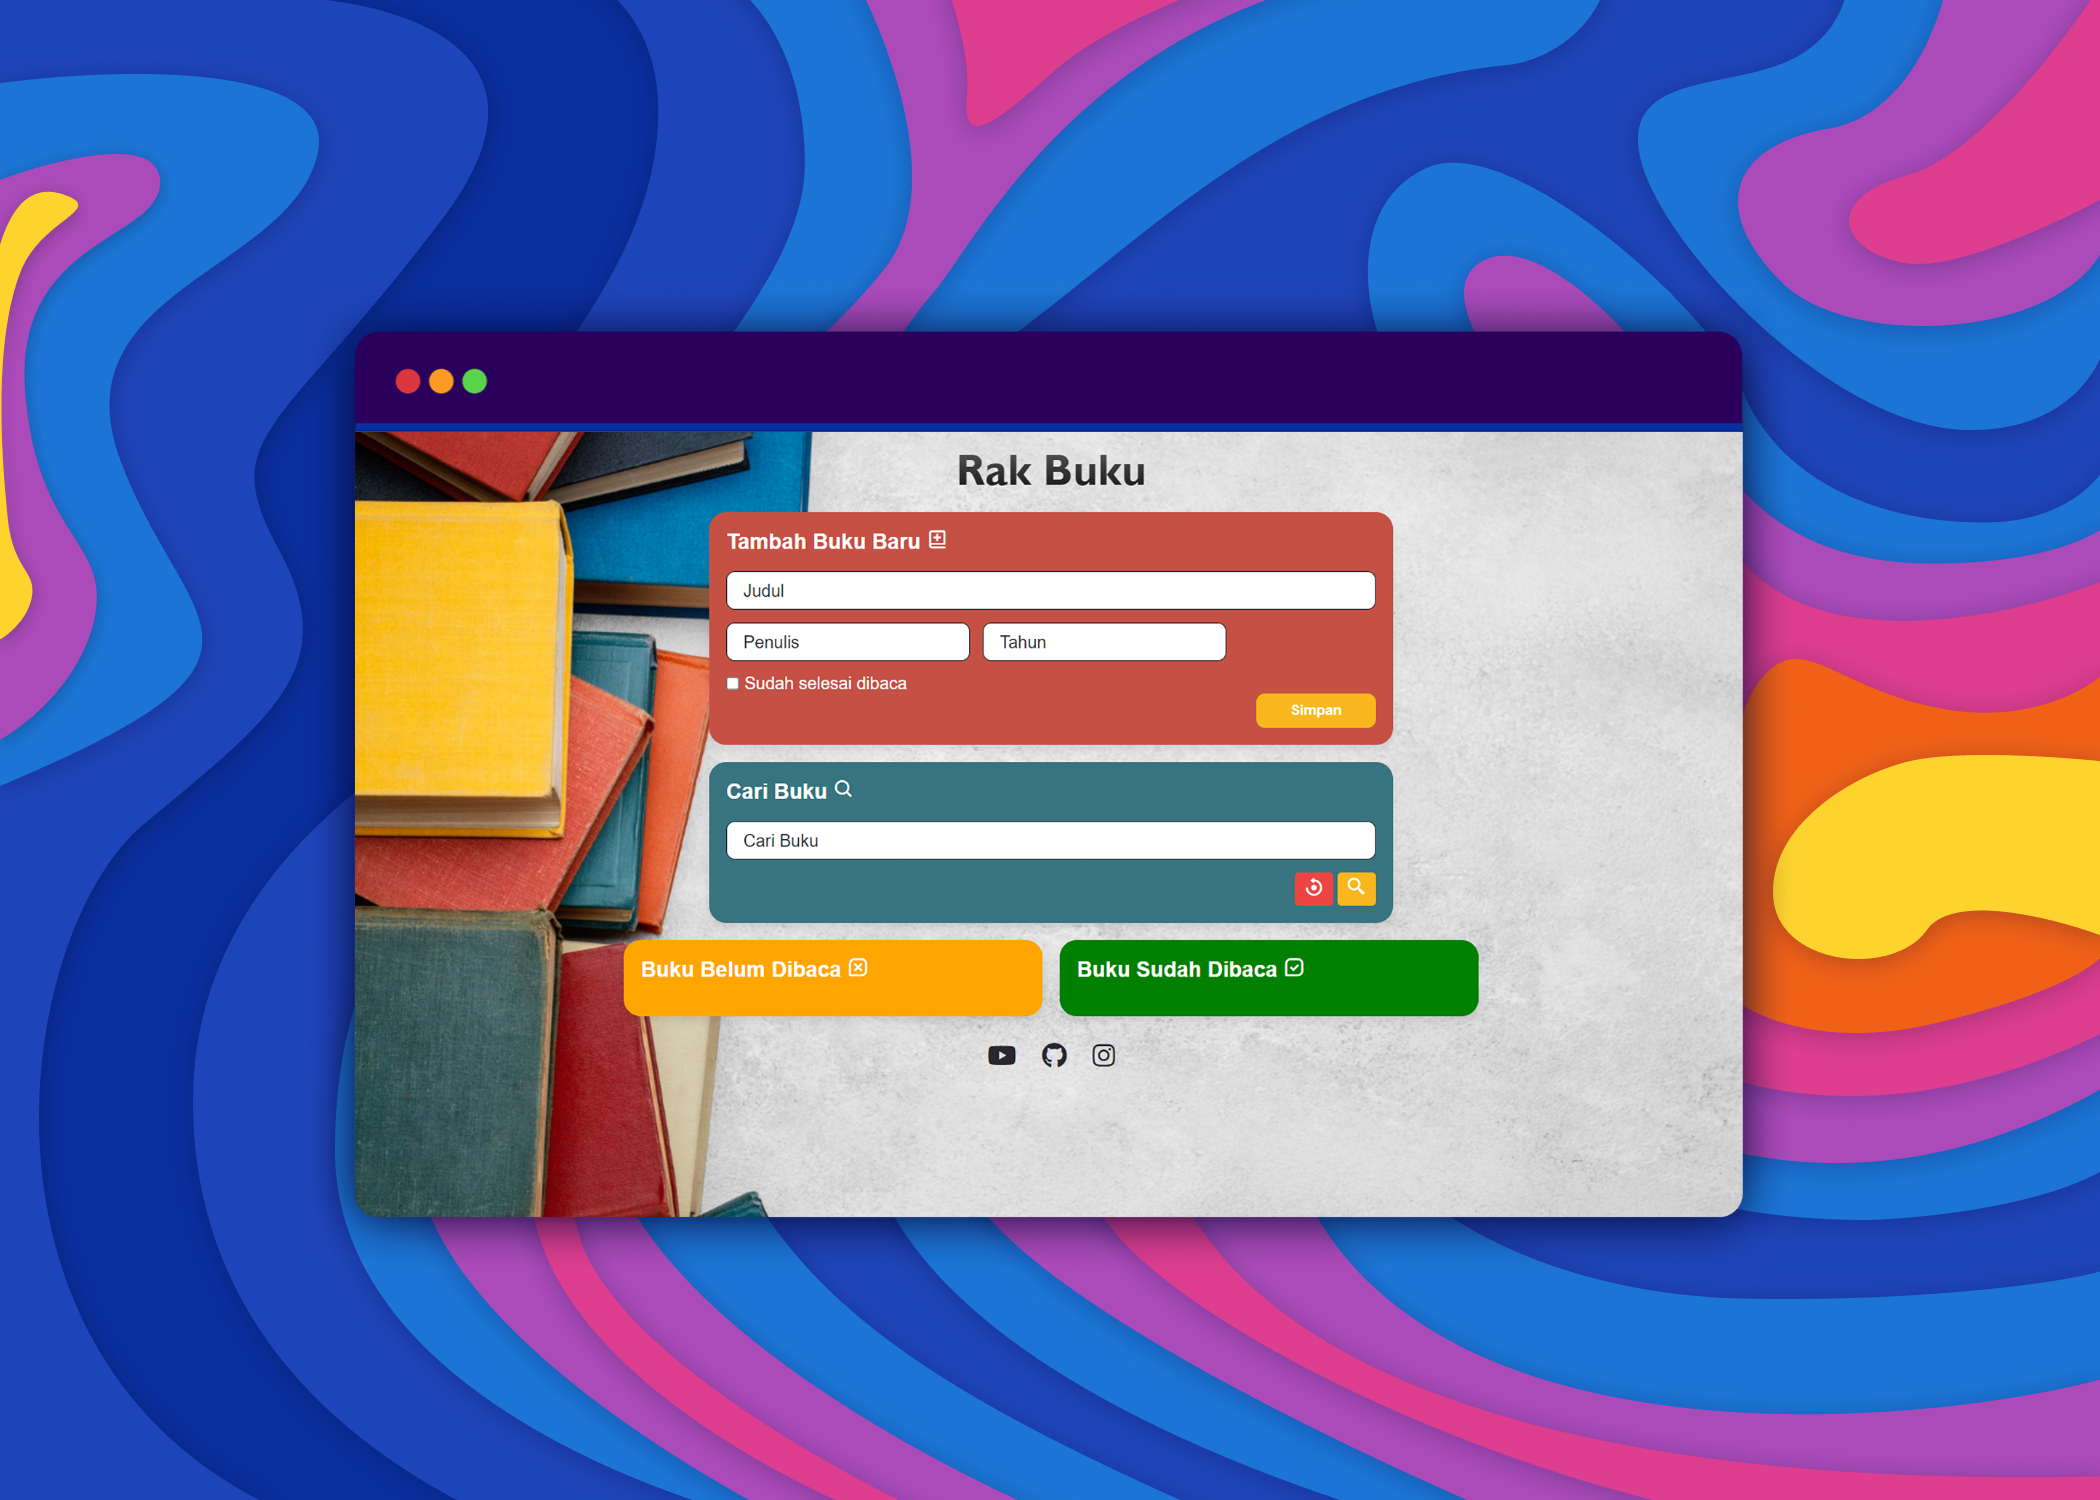 Rak Buku
Tambah Buku Baru
Judul
Penulis
Tahun
Sudah selesai dibaca
Simpan
Cari Buku
Cari Buku
Buku Belum Dibaca
Buku Sudah Dibaca